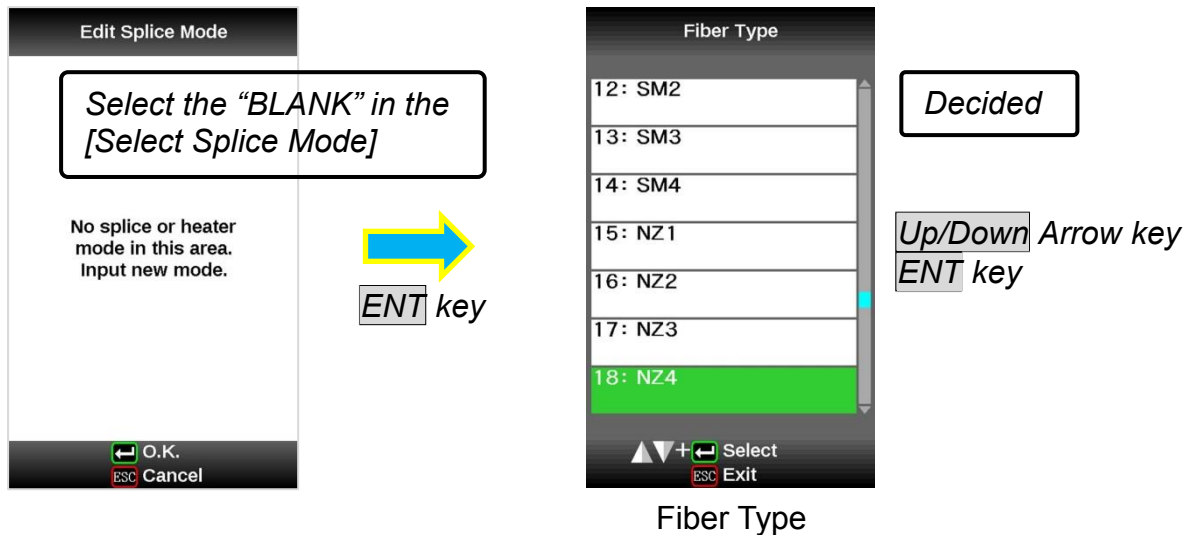 Edit Splice Mode
Select the “BLANK” in the
[Select Splice Mode]
No splice or heater
mode in this area.
Input new mode.
O.K.
ESC Cancel
ENT key
Fiber Type
12: SM2
13: SM3
14: SM4
15: NZ1
16: NZ2
17: NZ3
18: NZ4
+ Select
ESC Exit
Fiber Type
Decided
Up/Down Arrow key
ENT key